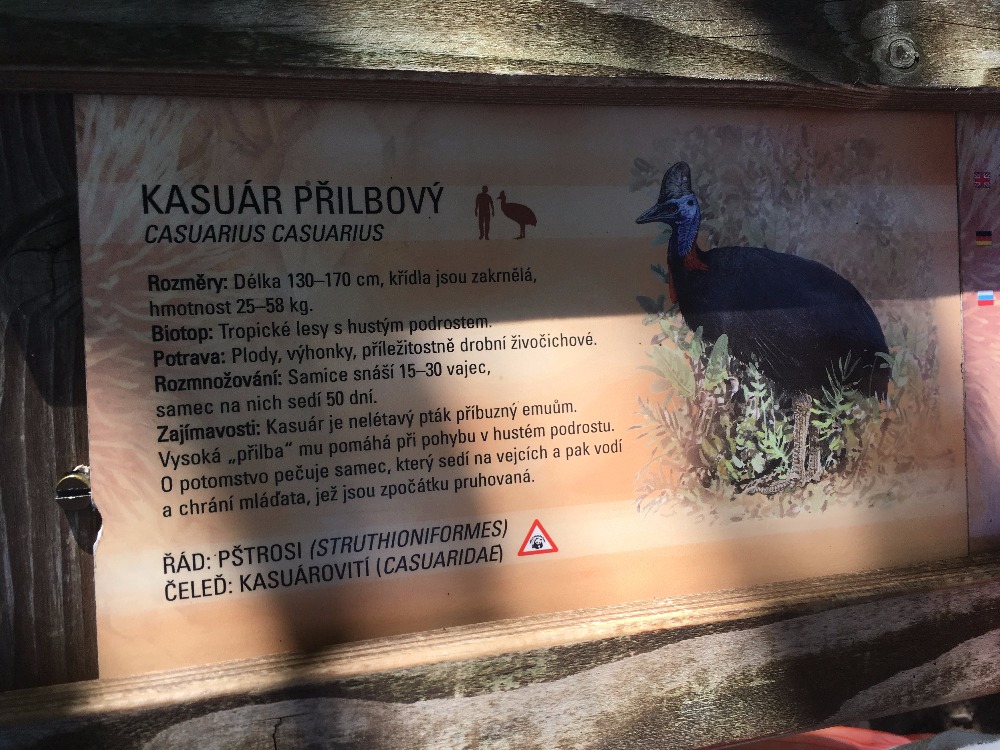 KASUÁR PŘILBOVÝ
CASUARIUS CASUARIUS
Rozměry: Délka 130–170 cm, křídla jsou zakrnělá,
hmotnost 25–58 kg.
Biotop: Tropické lesy s hustým podrostem.
Potrava: Plody, výhonky, příležitostně drobní živočichové.
Rozmnožování: Samice snáší 15–30 vajec,
samec na nich sedí 50 dní.
Zajímavosti: Kasuár je nelétavý pták příbuzný emuům.
Vysoká „přilba“ mu pomáhá při pohybu v hustém podrostu.
O potomstvo pečuje samec, který sedí na vejcích a pak vodí
a chrání mláďata, jež jsou zpočátku pruhovaná.
ŘÁD: PŠTROSI (STRUTHIONIFORMES)
ČELEĎ: KASUÁROVITÍ (CASUARIDAE)